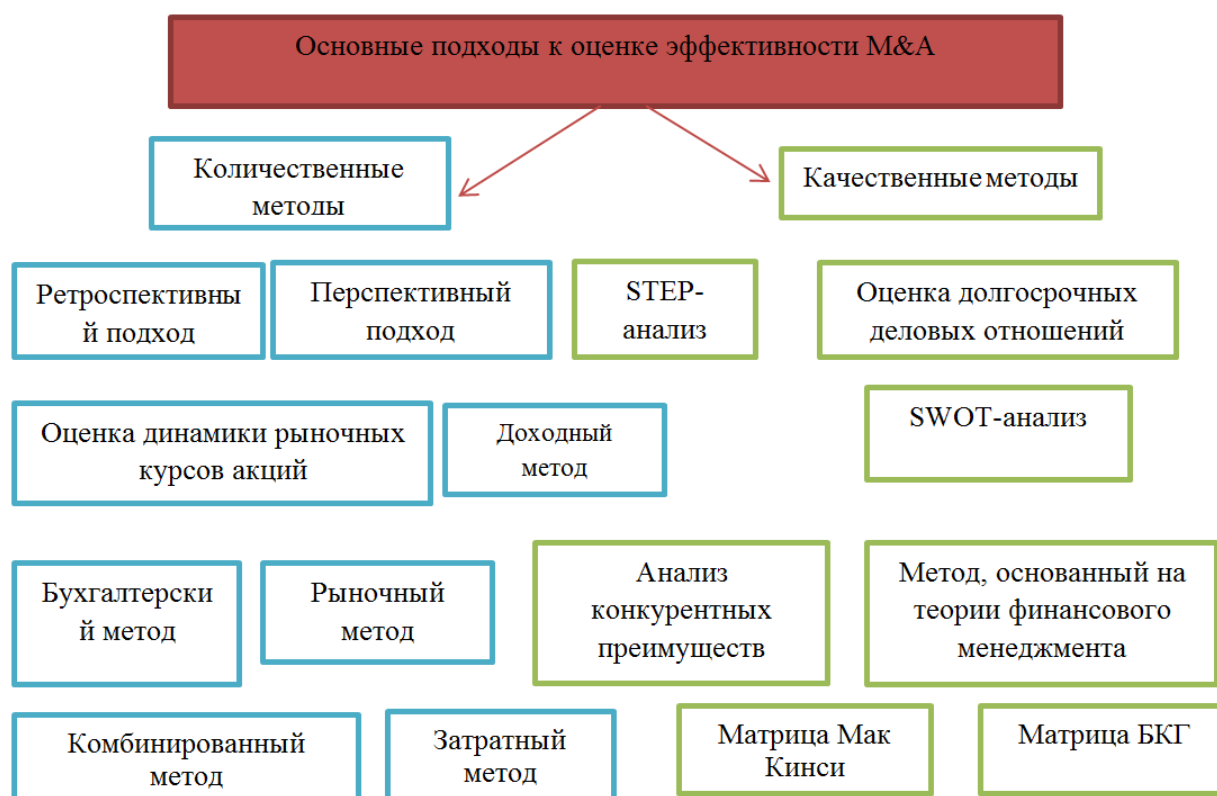 Основные подходы к оценке эффективности M&A
Количественные
методы
Качественные методы
Ретроспективны
й подход
Перспективный
подход
STEP-
анализ
Оценка долгосрочных
деловых отношений
Оценка динамики рыночных
курсов акций
Доходный
метод
SWOT-анализ
Бухгалтерски
й метод
Рыночный
метод
Анализ
конкурентных
преимуществ
Метод, основанный на
теории финансового
менеджмента
Комбинированный
метод
Затратный
метод
Матрица Мак
Кинси
Матрица БКГ